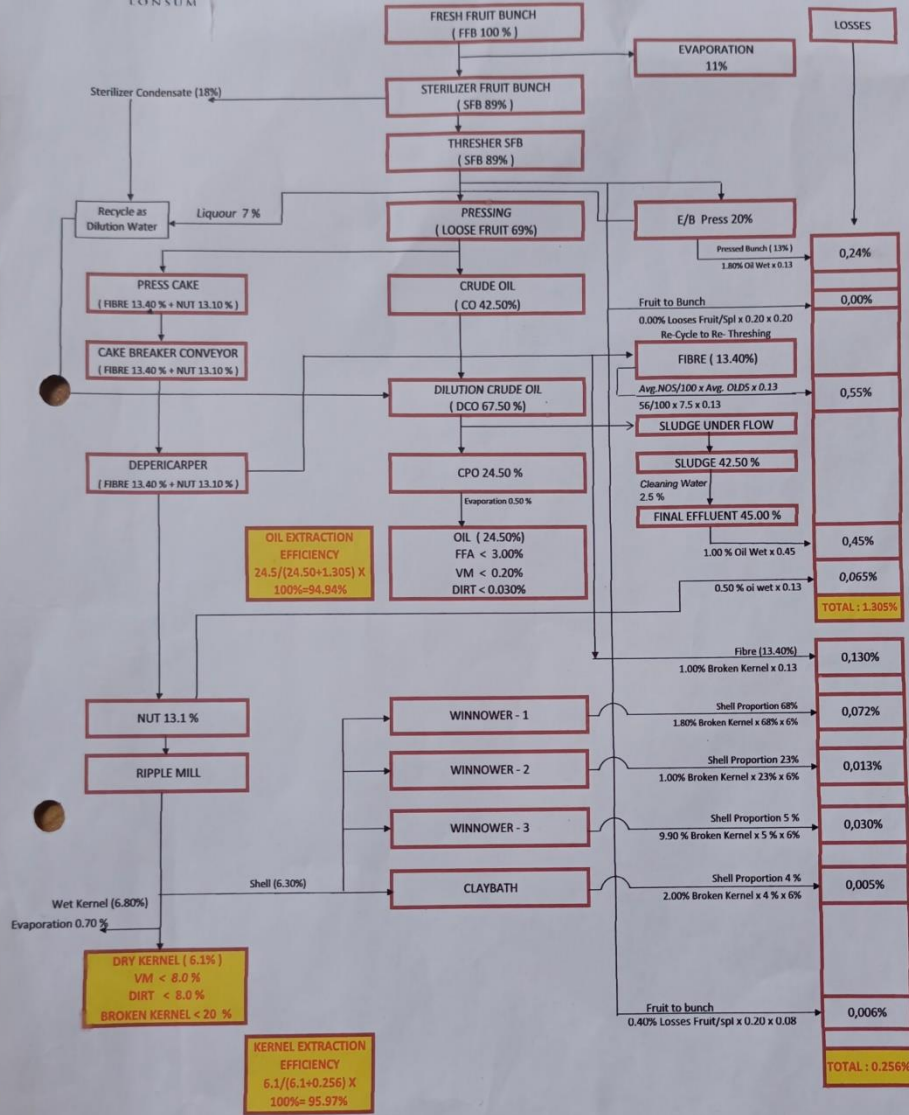 CONSUM
FRESH FRUIT BUNCH
( FFB 100 % )
LOSSES
EVAPORATION
11%
Sterilizer Condensate (18%)
STERILIZER FRUIT BUNCH
( SFB 89% )
THRESHER SFB
( SFB 89% )
Recycle as
Dilution Water
Liquour 7 %
PRESSING
( LOOSE FRUIT 69% )
E/B Press 20%
Pressed Bunch ( 13% )
1.80% Oil Wet x 0.13
0,24%
PRESS CAKE
( FIBRE 13.40 % + NUT 13.10 % )
CRUDE OIL
( CO 42.50% )
Fruit to Bunch
0.00% Looses Fruit/Spl x 0.20 x 0.20
0,00%
Re-Cycle to Re- Threshing
CAKE BREAKER CONVEYOR
( FIBRE 13.40 % + NUT 13.10 % )
FIBRE ( 13.40%)
DILUTION CRUDE OIL
( DCO 67.50 % )
Avg.NOS/100 x Avg. OLDS x 0.13
56/100 x 7.5 x 0.13
0,55%
SLUDGE UNDER FLOW
DEPERICARPER
( FIBRE 13.40 % + NUT 13.10 % )
CPO 24.50 %
SLUDGE 42.50 %
Cleaning Water
2.5 %
Evaporation 0.50 %
FINAL EFFLUENT 45.00 %
OIL EXTRACTION
EFFICIENCY
24.5/(24.50+1.305) X
100%=94.94%
OIL ( 24.50%)
FFA < 3.00%
VM < 0.20%
DIRT < 0.030%
1.00 % Oil Wet x 0.45
0,45%
0.50 % oi wet x 0.13
0,065%
TOTAL : 1.305%
Fibre (13.40%)
1.00% Broken Kernel x 0.13
0,130%
NUT 13.1 %
WINNOWER - 1
Shell Proportion 68%
1.80% Broken Kernel x 68% x 6%
0,072%
RIPPLE MILL
WINNOWER - 2
Shell Proportion 23%
1.00% Broken Kernel x 23% x 6%
0,013%
WINNOWER - 3
Shell Proportion 5 %
9.90 % Broken Kernel x 5 % x 6%
0,030%
Shell (6.30%)
CLAYBATH
Shell Proportion 4 %
2.00% Broken Kernel x 4 % x 6%
0,005%
Wet Kernel (6.80%)
Evaporation 0.70 %
DRY KERNEL ( 6.1% )
VM < 8.0 %
DIRT < 8.0 %
BROKEN KERNEL < 20 %
Fruit to bunch
0.40% Losses Fruit/spl x 0.20 x 0.08
0,006%
KERNEL EXTRACTION
EFFICIENCY
6.1/(6.1+0.256) X
100%= 95.97%
TOTAL : 0.256%